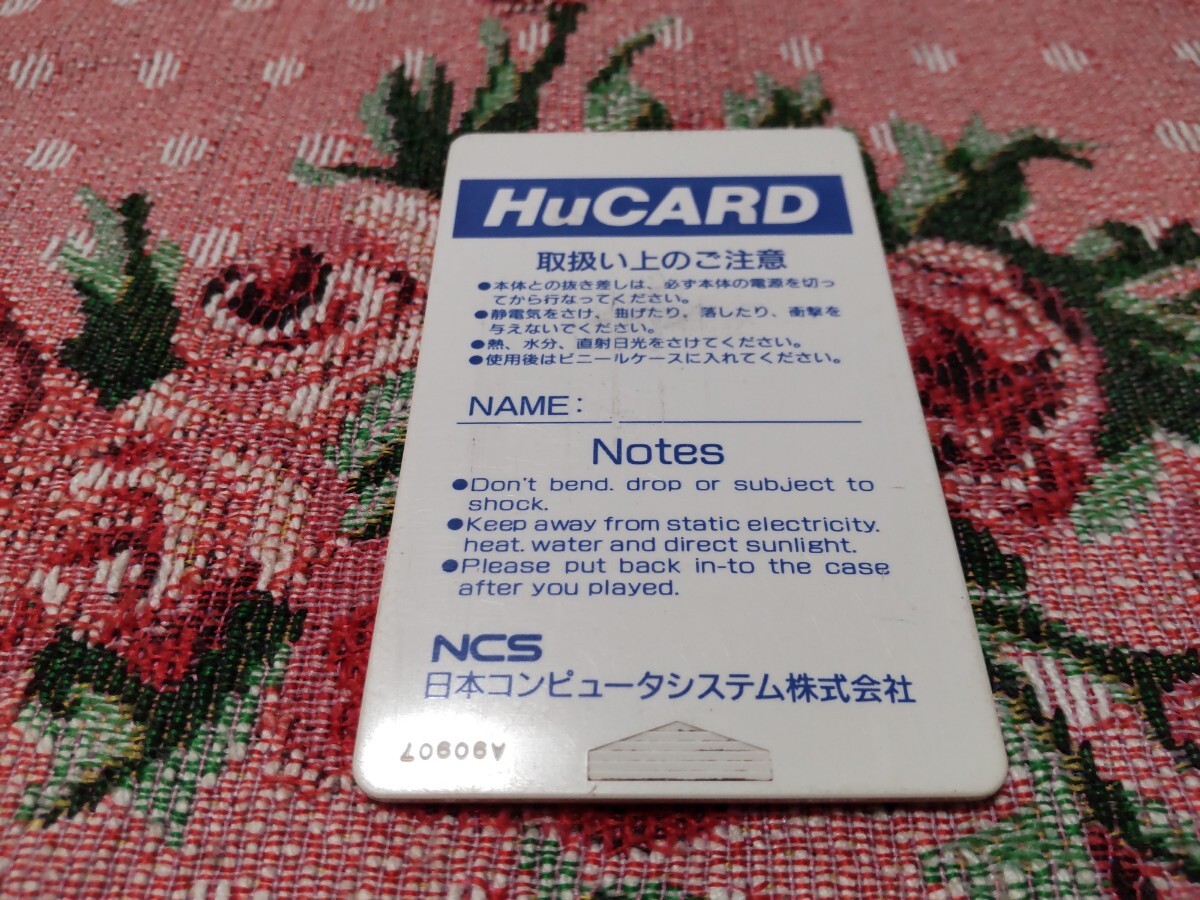 HuCARD
取扱い上のご注意
●本体との抜き差しは、必ず本体の電源を切っ
てから行なってください。
●静電気をさけ、曲げたり、落したり、衝撃を
与えないでください。
●熱、水分、直射日光をさけてください。
●使用後はビニールケースに入れてください。
NAME:
Notes
●Don't bend. drop or subject to
shock.
●Keep away from static electricity.
heat. water and direct sunlight.
●Please put back in-to the case
after you played.
NCS
日本コンピュータシステム株式会社
A90907